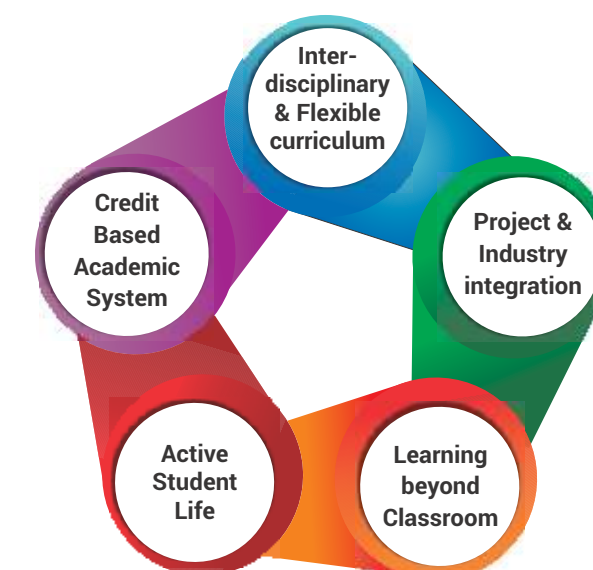 Inter-
disciplinary
& Flexible
curriculum
Project &
Industry
integration
Learning
beyond
Classroom
Active
Student
Life
Credit
Based
Academic
System